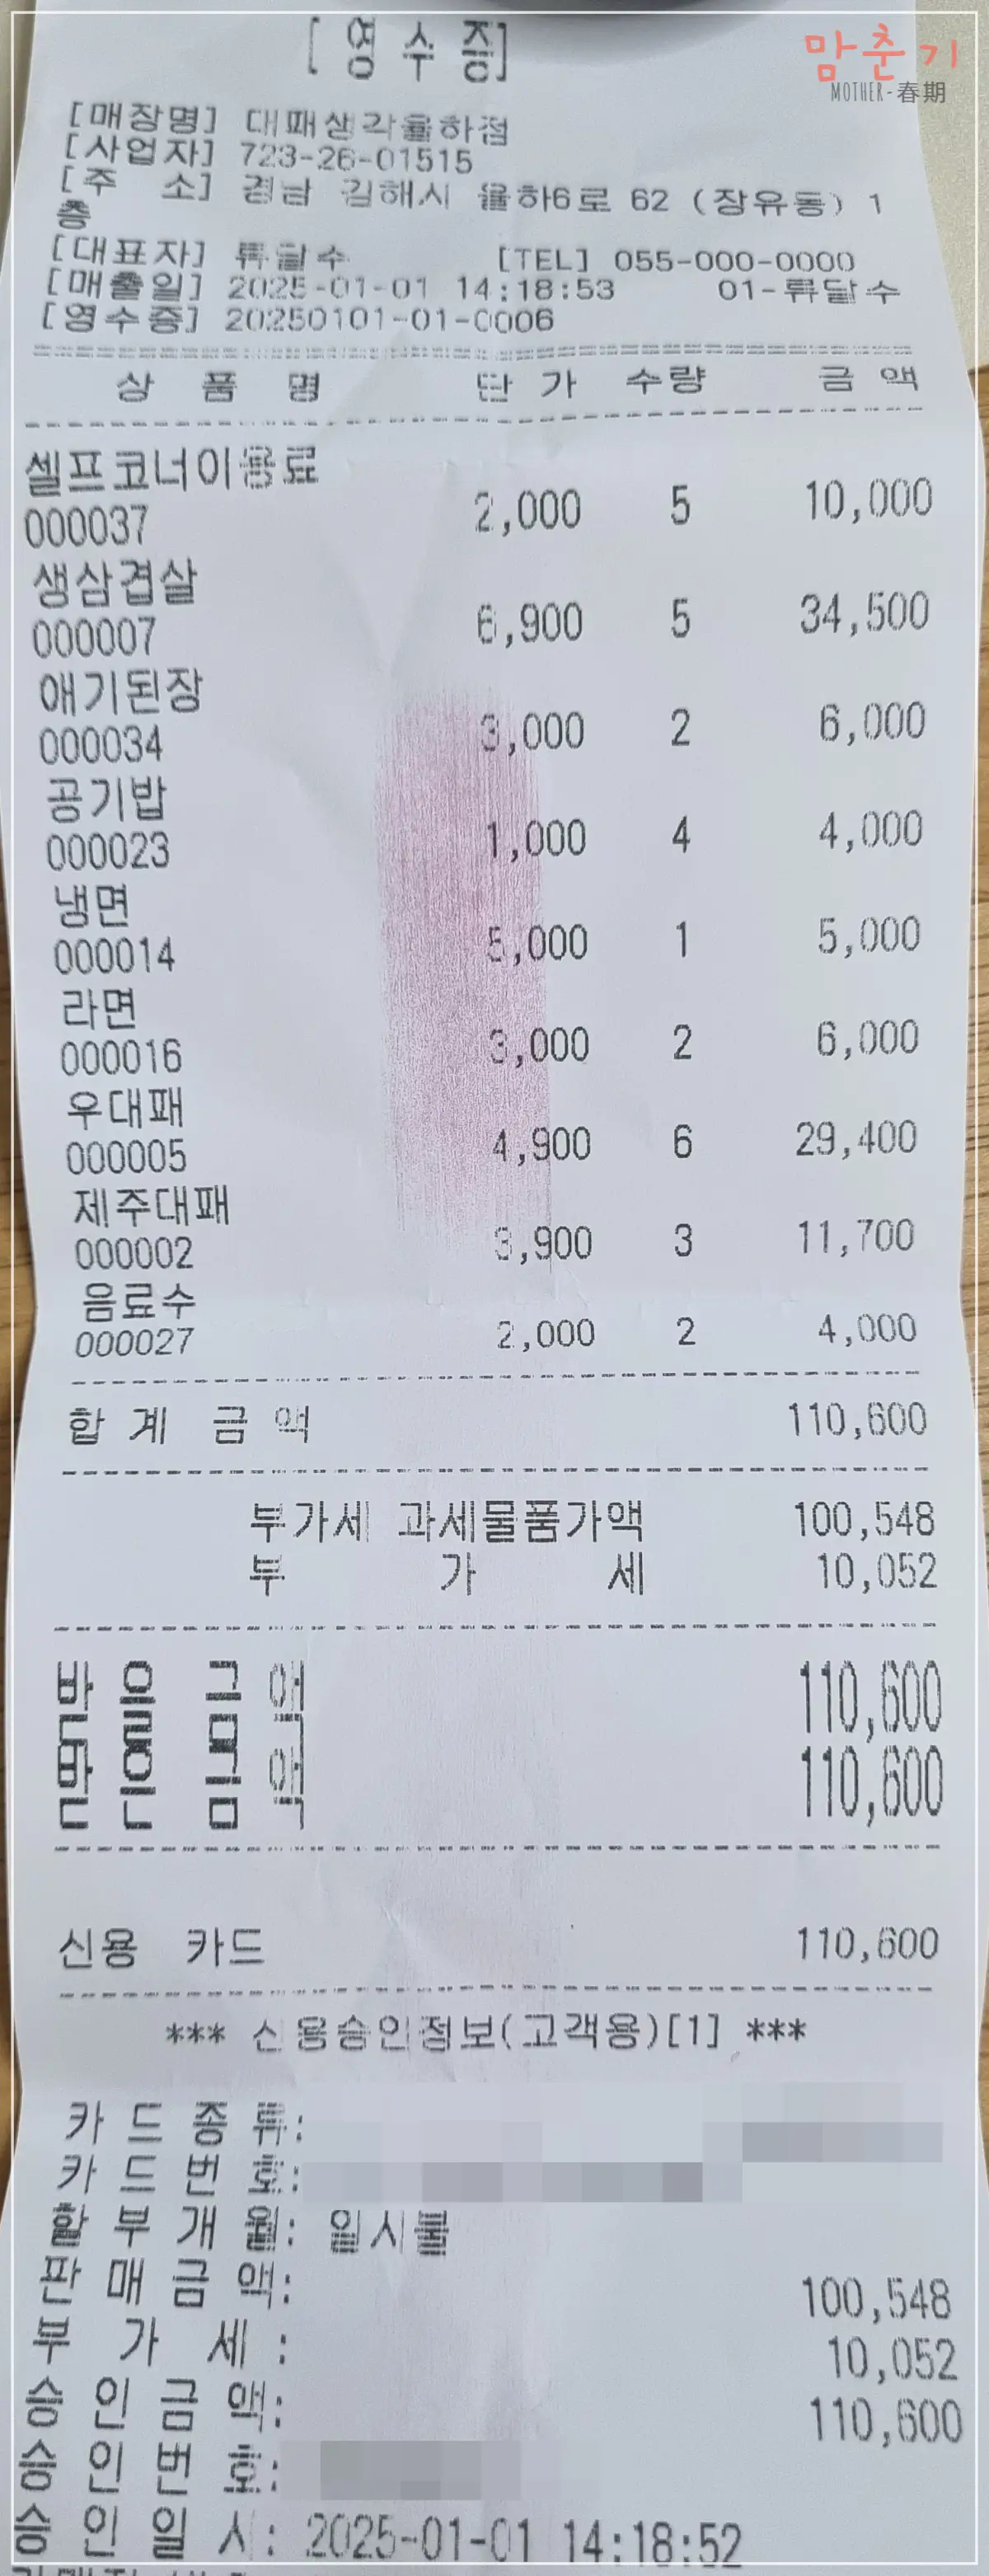 맘춘기
MOTHER-春期
[ 영 수 증]
[매장명] 대패생각율하점
[사업자] 723-26-01515
[주 소] 경남 김해시 율하6로 62 (장유동) 1
층
[대표자] 류달수 [TEL] 055-000-0000
[매출일] 2025-01-01 14:18:53 01-류달수
[영수증] 20250101-01-0006
상 품 명 단 가 수량 금 액
셀프코너이용료
000037 2,000 5 10,000
생삼겹살
000007 6,900 5 34,500
애기된장
000034 3,000 2 6,000
공기밥
000023 1,000 4 4,000
냉면
000014 5,000 1 5,000
라면
000016 3,000 2 6,000
우대패
000005 4,900 6 29,400
제주대패
000002 3,900 3 11,700
음료수
000027 2,000 2 4,000
합 계 금 액 110,600
부가세 과세물품가액 100,548
부 가 세 10,052
받 을 금 액 110,600
받 은 금 액 110,600
신용 카드 110,600
*** 신용승인정보(고객용)[1] ***
카 드 종 류:
카 드 번 호:
할 부 개 월: 일시불
판 매 금 액: 100,548
부 가 세 : 10,052
승 인 금 액: 110,600
승 인 번 호:
승 인 일 시: 2025-01-01 14:18:52